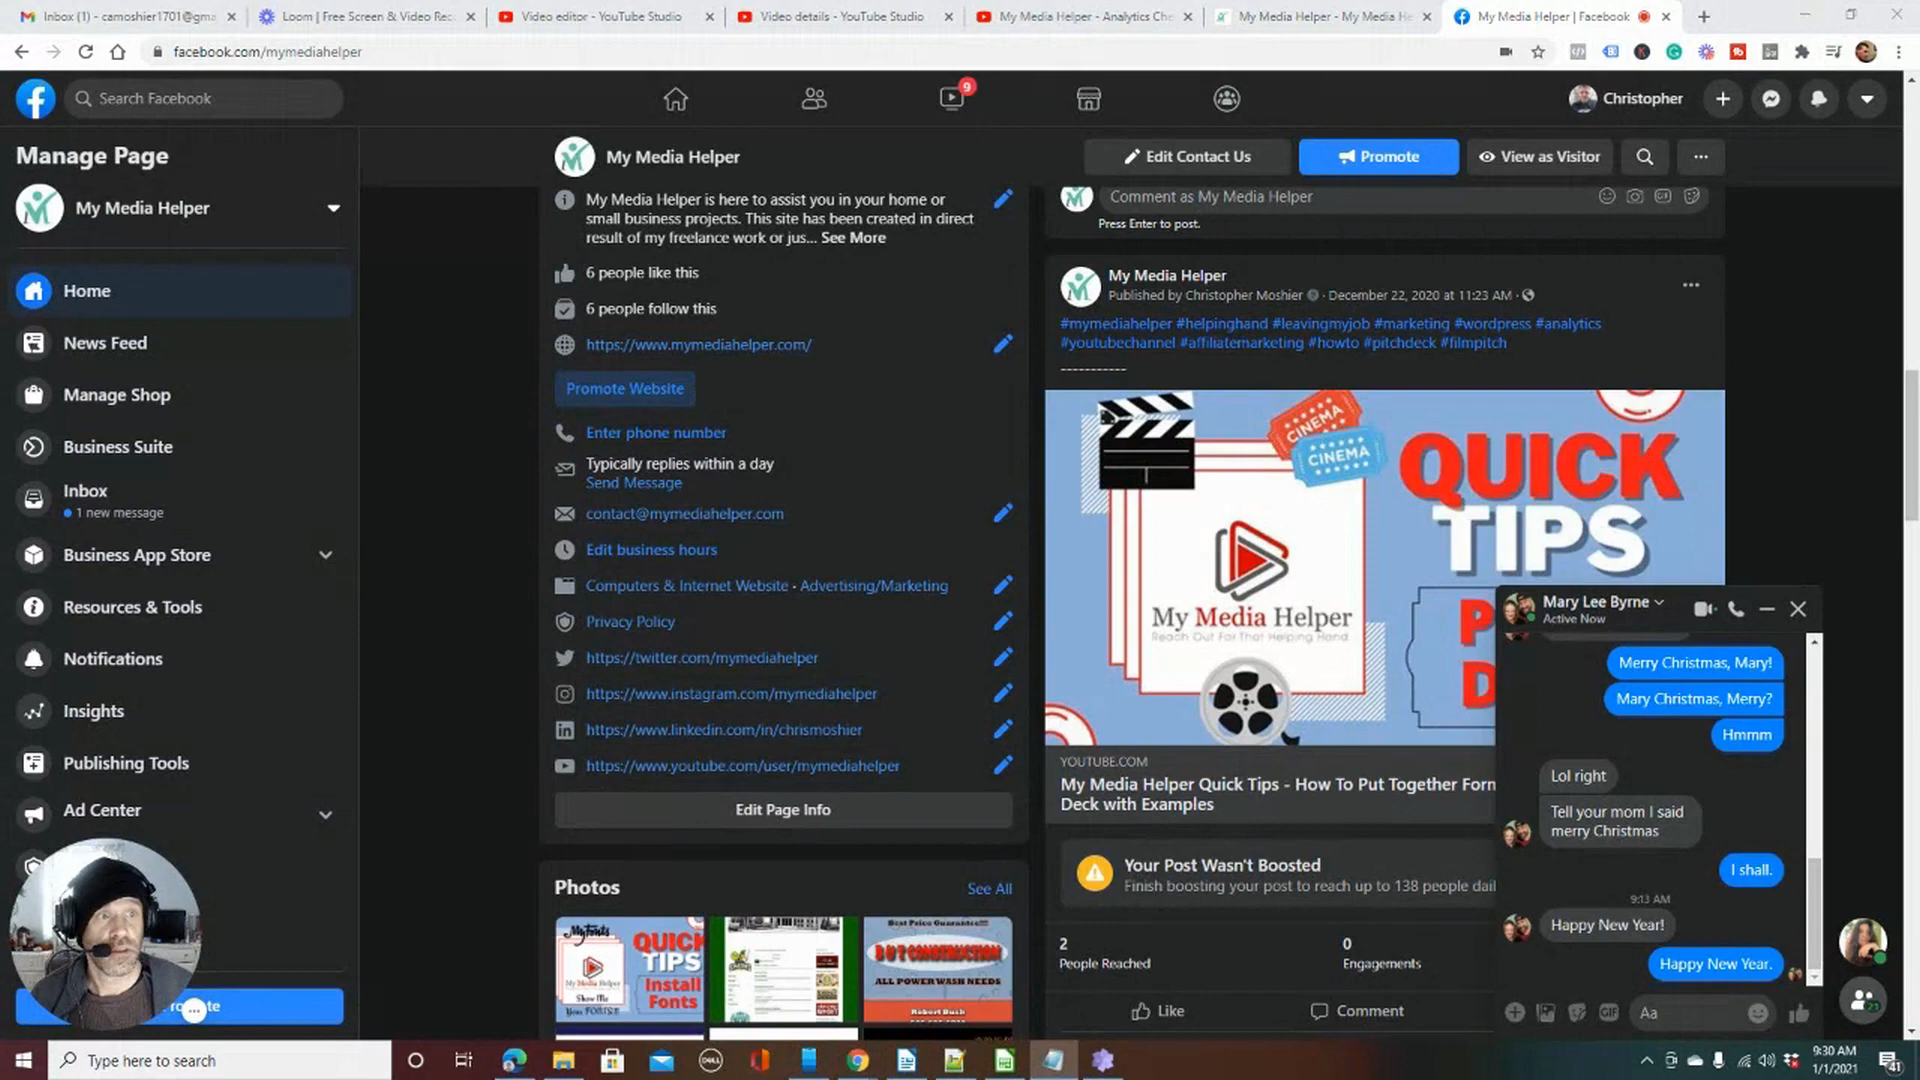 Inbox (1) - camoshier1701@gma
Loom | Free Screen & Video Rec
Video editor - YouTube Studio
Video details - YouTube Studio
My Media Helper - Analytics Che
My Media Helper - My Media He
My Media Helper | Facebook
facebook.com/mymediahelper
Search Facebook
9
Christopher
Manage Page
My Media Helper
Home
News Feed
Manage Shop
Business Suite
Inbox
1 new message
Business App Store
Resources & Tools
Notifications
Insights
Publishing Tools
Ad Center
My Media Helper
Edit Contact Us
Promote
View as Visitor
My Media Helper is here to assist you in your home or
small business projects. This site has been created in direct
result of my freelance work or jus... See More
6 people like this
6 people follow this
https://www.mymediahelper.com/
Promote Website
Enter phone number
Typically replies within a day
Send Message
contact@mymediahelper.com
Edit business hours
Computers & Internet Website · Advertising/Marketing
Privacy Policy
https://twitter.com/mymediahelper
https://www.instagram.com/mymediahelper
https://www.linkedin.com/in/chrismoshier
https://www.youtube.com/user/mymediahelper
Edit Page Info
Photos
See All
MyFonts
QUICK
TIPS
Install
Fonts
My Media Helper
Show Me
Your FONTS!!
Best Price Guarantee!!!
BUT CONSTRUCTION
ALL POWER WASH NEEDS
Robert Bush
Comment as My Media Helper
Press Enter to post.
My Media Helper
Published by Christopher Moshier · December 22, 2020 at 11:23 AM ·
#mymediahelper #helpinghand #leavingmyjob #marketing #wordpress #analytics
#youtubechannel #affiliatemarketing #howto #pitchdeck #filmpitch
-----------
CINEMA
CINEMA
QUICK
TIPS
P
D
My Media Helper
Reach Out For That Helping Hand
YOUTUBE.COM
My Media Helper Quick Tips - How To Put Together Form
Deck with Examples
Your Post Wasn't Boosted
Finish boosting your post to reach up to 138 people dail
2
People Reached
0
Engagements
Like
Comment
Mary Lee Byrne
Active Now
Merry Christmas, Mary!
Mary Christmas, Merry?
Hmmm
Lol right
Tell your mom I said
merry Christmas
I shall.
9:13 AM
Happy New Year!
Happy New Year.
GIF
Aa
Type here to search
DELL
9:30 AM
1/1/2021
41